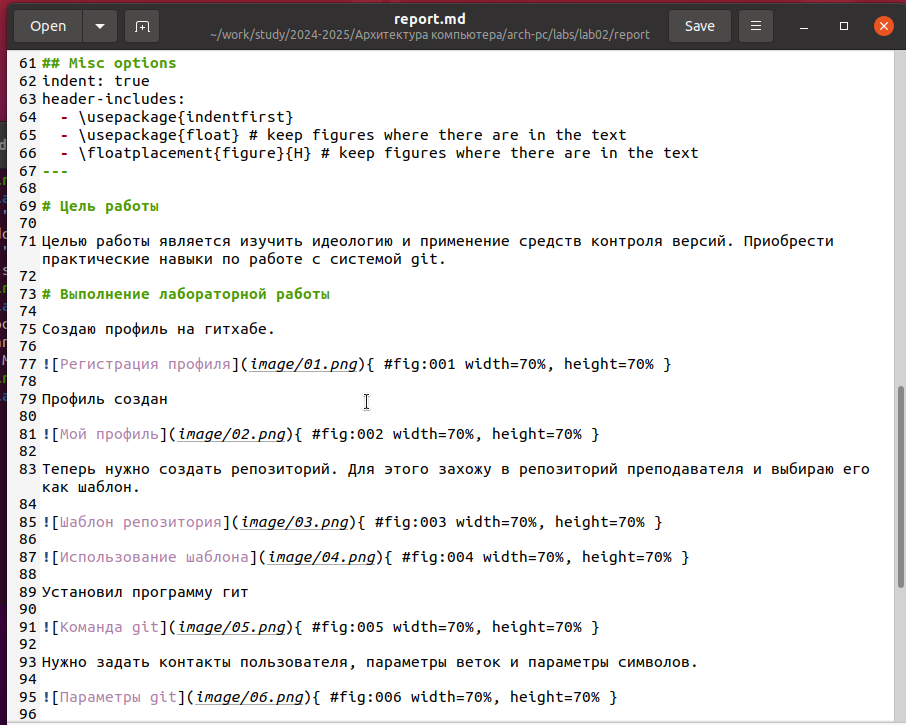 Open
report.md
~/work/study/2024-2025/Архитектура компьютера/arch-pc/labs/lab02/report
Save
61 ## Misc options
62 indent: true
63 header-includes:
64   - \usepackage{indentfirst}
65   - \usepackage{float} # keep figures where there are in the text
66   - \floatplacement{figure}{H} # keep figures where there are in the text
67 ---
68
69 # Цель работы
70
71 Целью работы является изучить идеологию и применение средств контроля версий. Приобрести
практические навыки по работе с системой git.
72
73 # Выполнение лабораторной работы
74
75 Создаю профиль на гитхабе.
76
77 ![Регистрация профиля](image/01.png){ #fig:001 width=70%, height=70% }
78
79 Профиль создан
80
81 ![Мой профиль](image/02.png){ #fig:002 width=70%, height=70% }
82
83 Теперь нужно создать репозиторий. Для этого захожу в репозиторий преподавателя и выбираю его
как шаблон.
84
85 ![Шаблон репозитория](image/03.png){ #fig:003 width=70%, height=70% }
86
87 ![Использование шаблона](image/04.png){ #fig:004 width=70%, height=70% }
88
89 Установил программу гит
90
91 ![Команда git](image/05.png){ #fig:005 width=70%, height=70% }
92
93 Нужно задать контакты пользователя, параметры веток и параметры символов.
94
95 ![Параметры git](image/06.png){ #fig:006 width=70%, height=70% }
96